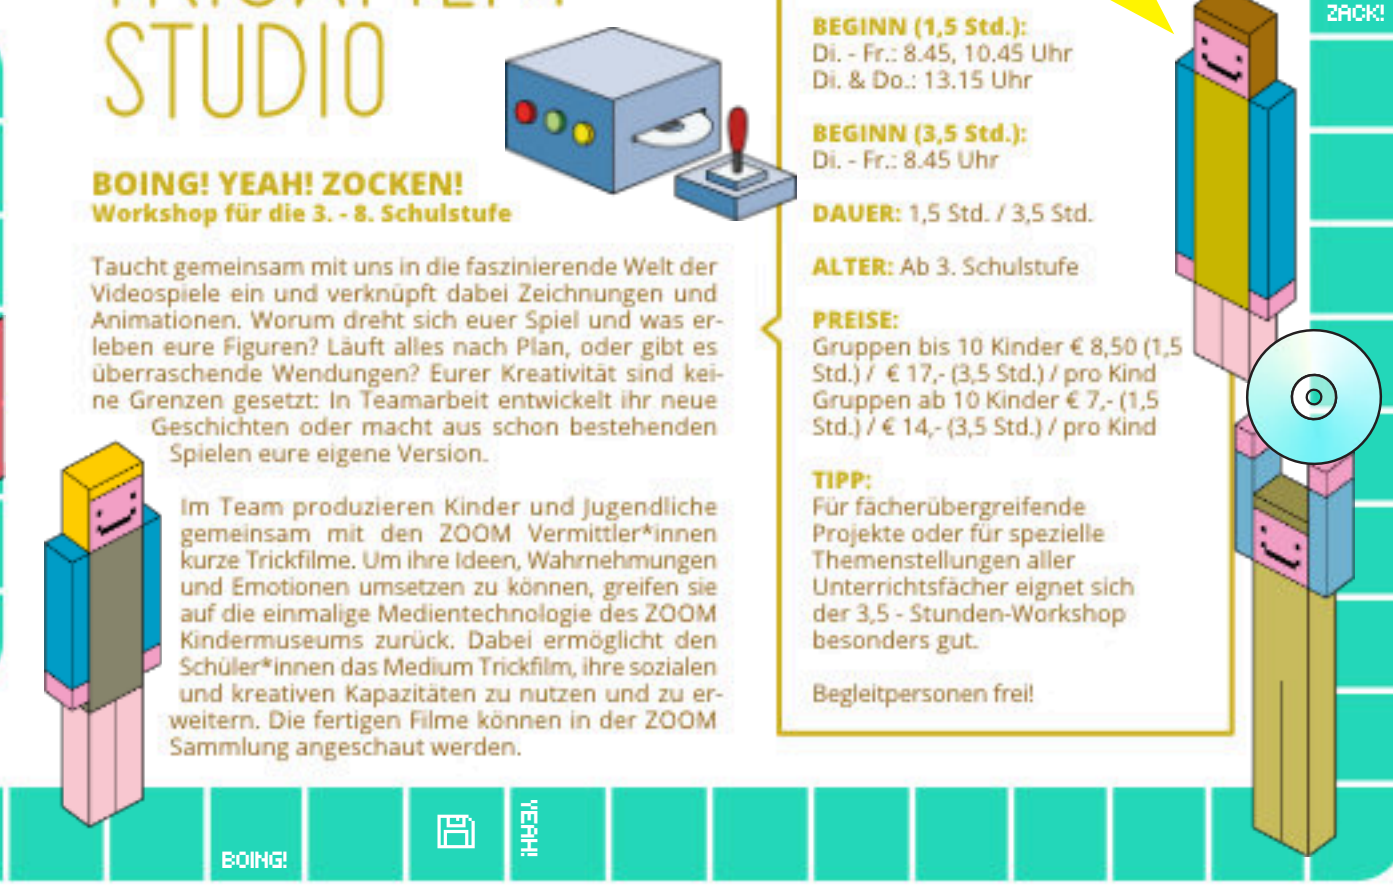 STUDIO
BOING! YEAH! ZOCKEN!
Workshop für die 3. - 8. Schulstufe
Taucht gemeinsam mit uns in die faszinierende Welt der
Videospiele ein und verknüpft dabei Zeichnungen und
Animationen. Worum dreht sich euer Spiel und was er-
leben eure Figuren? Läuft alles nach Plan, oder gibt es
überraschende Wendungen? Eurer Kreativität sind kei-
ne Grenzen gesetzt: In Teamarbeit entwickelt ihr neue
Geschichten oder macht aus schon bestehenden
Spielen eure eigene Version.
Im Team produzieren Kinder und Jugendliche
gemeinsam mit den ZOOM Vermittler*innen
kurze Trickfilme. Um ihre Ideen, Wahrnehmungen
und Emotionen umsetzen zu können, greifen sie
auf die einmalige Medientechnologie des ZOOM
Kindermuseums zurück. Dabei ermöglicht den
Schüler*innen das Medium Trickfilm, ihre sozialen
und kreativen Kapazitäten zu nutzen und zu er-
weitern. Die fertigen Filme können in der ZOOM
Sammlung angeschaut werden.
BEGINN (1,5 Std.):
Di. - Fr.: 8.45, 10.45 Uhr
Di. & Do.: 13.15 Uhr
BEGINN (3,5 Std.):
Di. - Fr.: 8.45 Uhr
DAUER: 1,5 Std. / 3,5 Std.
ALTER: Ab 3. Schulstufe
PREISE:
Gruppen bis 10 Kinder € 8,50 (1,5
Std.) / € 17,- (3,5 Std.) / pro Kind
Gruppen ab 10 Kinder € 7,- (1,5
Std.) / € 14,- (3,5 Std.) / pro Kind
TIPP:
Für fächerübergreifende
Projekte oder für spezielle
Themenstellungen aller
Unterrichtsfächer eignet sich
der 3,5 - Stunden-Workshop
besonders gut.
Begleitpersonen frei!
ZACK!
BOING!
YEAH!